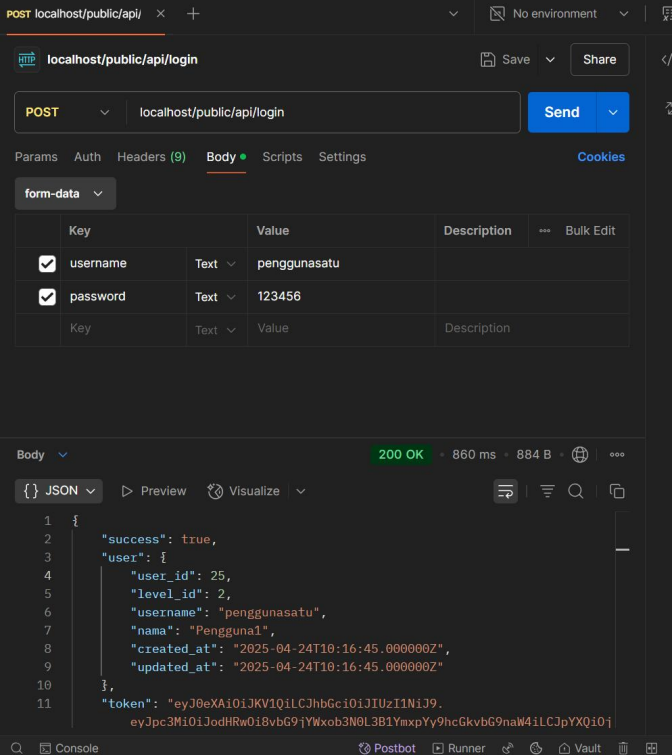 POST localhost/public/api/
No environment
HTTP localhost/public/api/login
Save Share
POST localhost/public/api/login Send
Params Auth Headers (9) Body Scripts Settings Cookies
form-data
Key Value Description Bulk Edit
username Text penggunasatu
password Text 123456
Key Text Value Description
Body 200 OK 860 ms 884 B
{} JSON Preview Visualize
1 {
2 "success": true,
3 "user": {
4 "user_id": 25,
5 "level_id": 2,
6 "username": "penggunasatu",
7 "nama": "Pengguna1",
8 "created_at": "2025-04-24T10:16:45.000000Z",
9 "updated_at": "2025-04-24T10:16:45.000000Z"
10 },
11 "token": "eyJ0eXAiOiJKV1QiLCJhbGciOiJIUzI1NiJ9.
eyJpc3MiOiJodHRwOi8vbG9jYWxob3N0L3B1YmxpYy9hcGkvbG9naW4iLCJpYXQiOj
Console Postbot Runner Vault